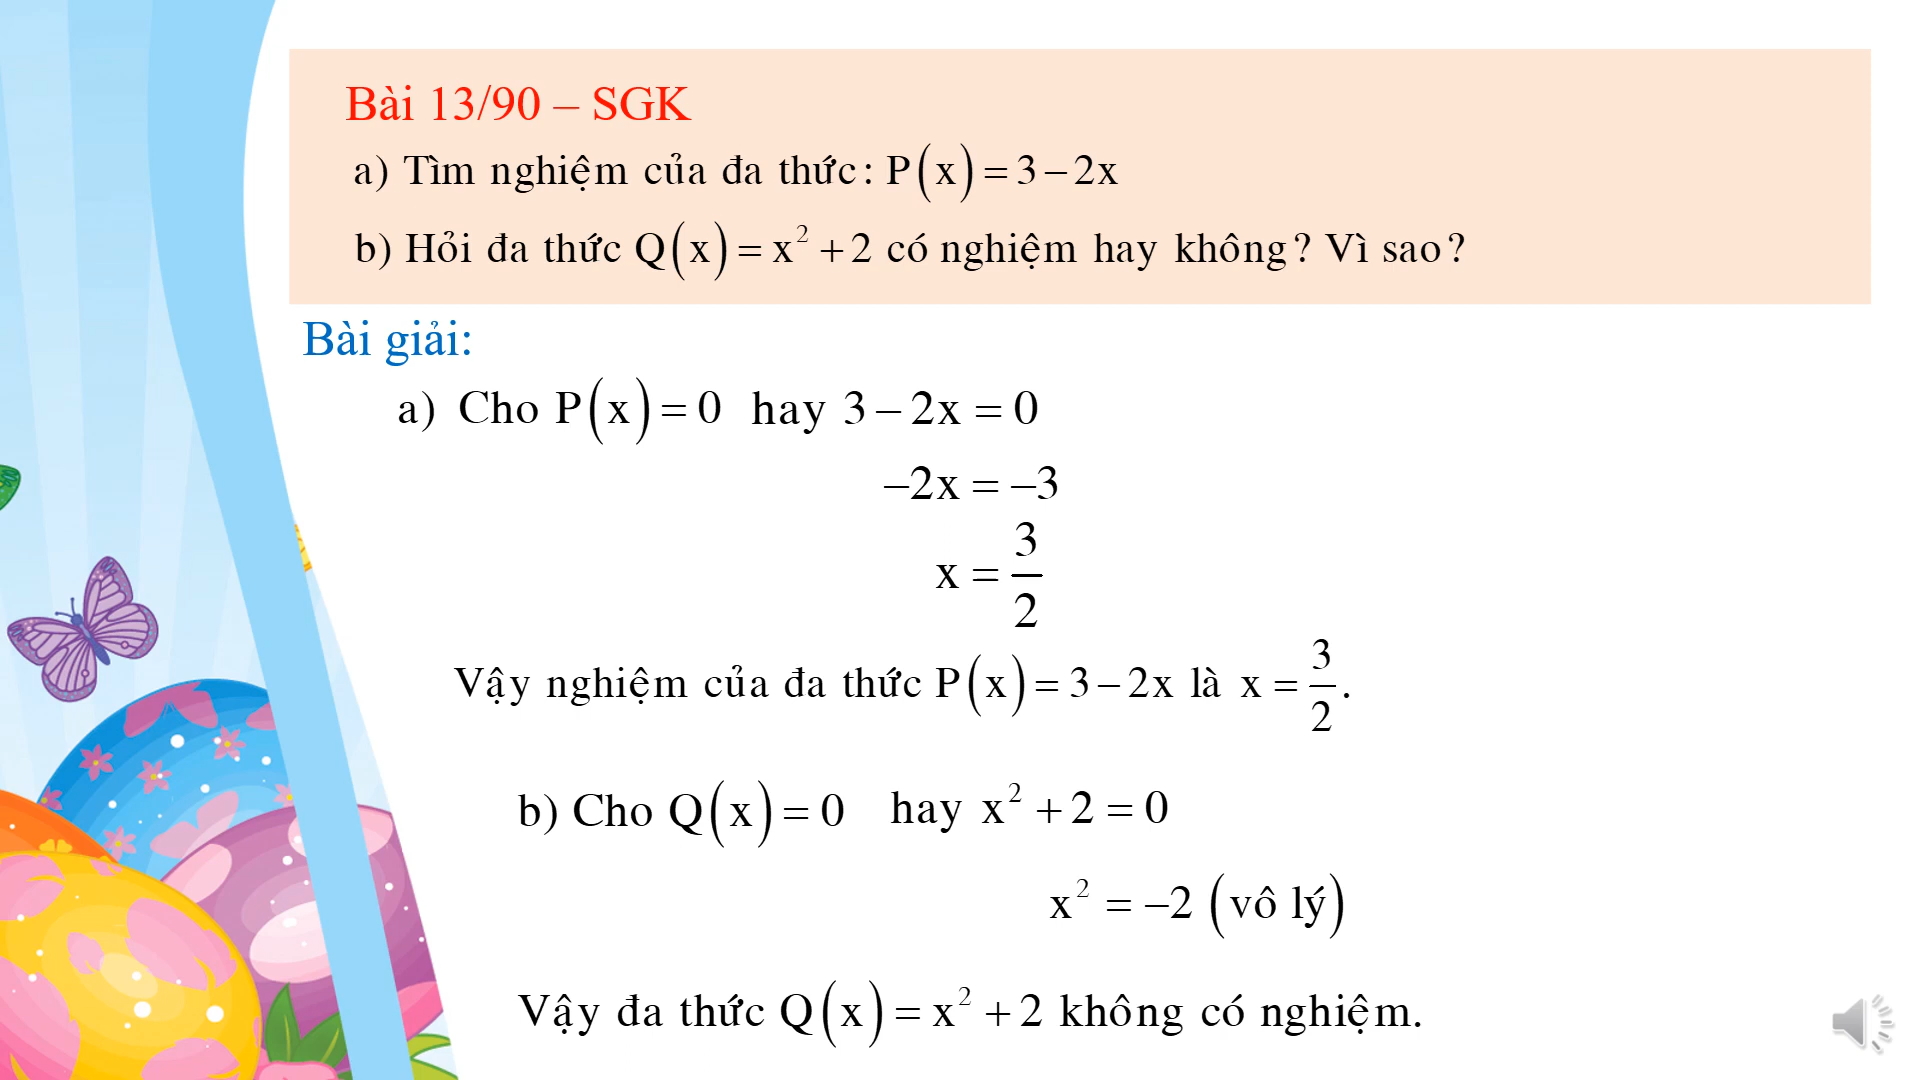 Bài 13/90 – SGK
a) Tìm nghiệm của đa thức: P(x) = 3 – 2x
b) Hỏi đa thức Q(x) = x² + 2 có nghiệm hay không? Vì sao?
Bài giải:
a) Cho P(x) = 0 hay 3 – 2x = 0
–2x = –3
x = 3/2
Vậy nghiệm của đa thức P(x) = 3 – 2x là x = 3/2.
b) Cho Q(x) = 0 hay x² + 2 = 0
x² = –2 (vô lý)
Vậy đa thức Q(x) = x² + 2 không có nghiệm.